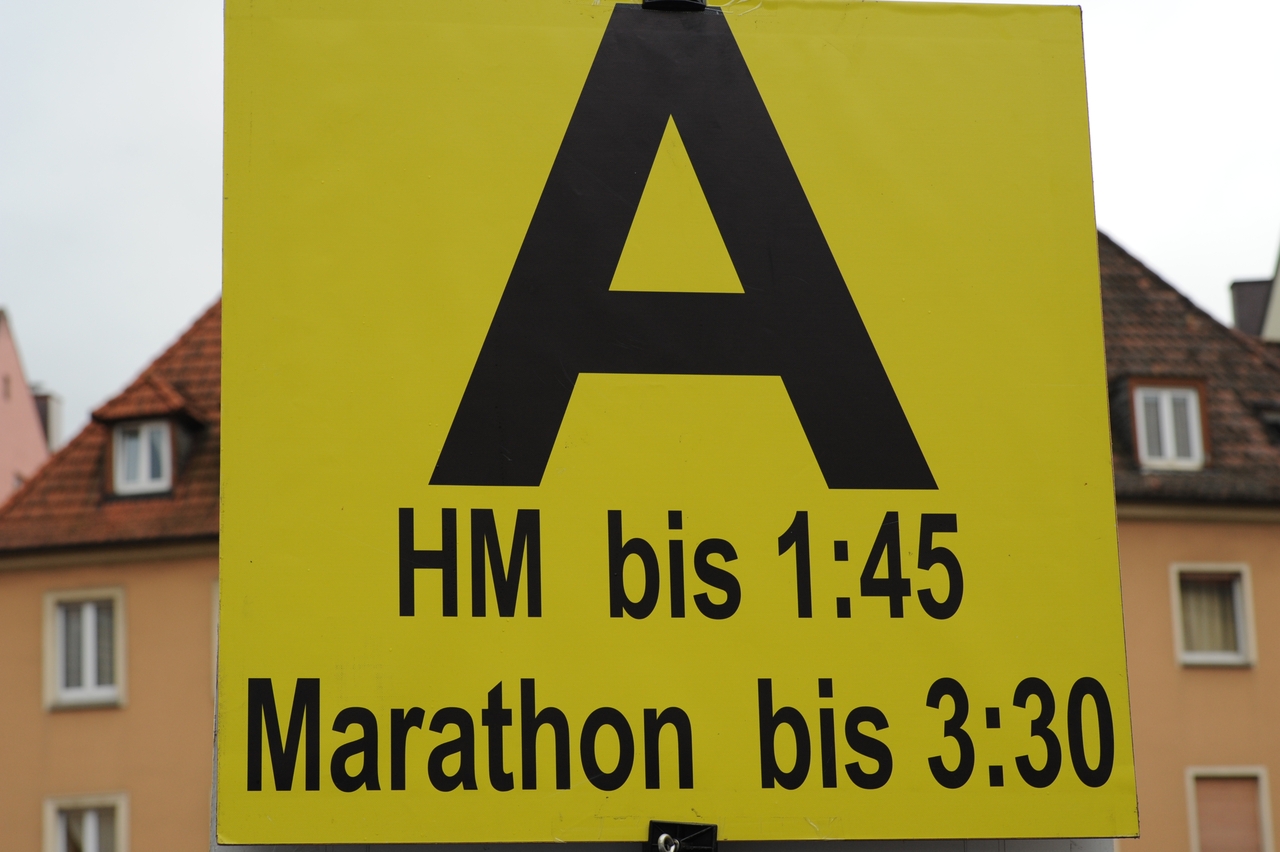 A
HM bis 1:45
Marathon bis 3:30